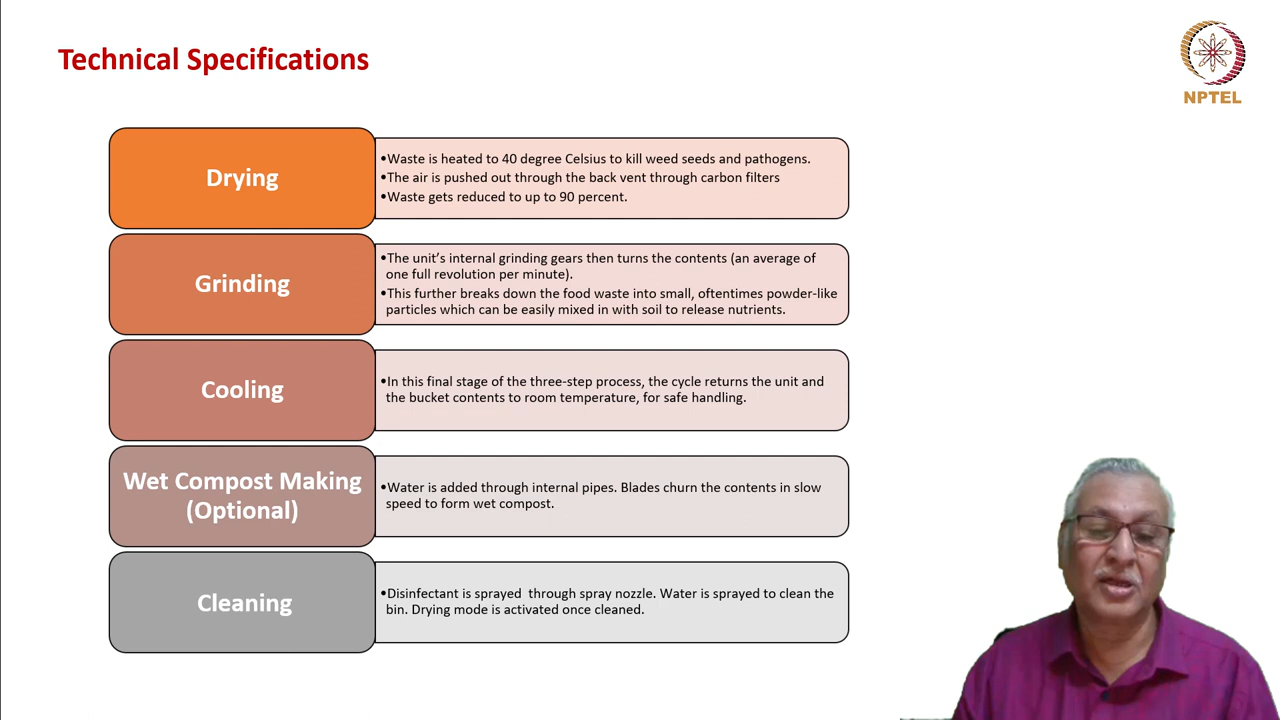 Technical Specifications
NPTEL
Drying
•Waste is heated to 40 degree Celsius to kill weed seeds and pathogens.
•The air is pushed out through the back vent through carbon filters
•Waste gets reduced to up to 90 percent.
Grinding
•The unit's internal grinding gears then turns the contents (an average of
one full revolution per minute).
•This further breaks down the food waste into small, oftentimes powder-like
particles which can be easily mixed in with soil to release nutrients.
Cooling
•In this final stage of the three-step process, the cycle returns the unit and
the bucket contents to room temperature, for safe handling.
Wet Compost Making
(Optional)
•Water is added through internal pipes. Blades churn the contents in slow
speed to form wet compost.
Cleaning
•Disinfectant is sprayed  through spray nozzle. Water is sprayed to clean the
bin. Drying mode is activated once cleaned.